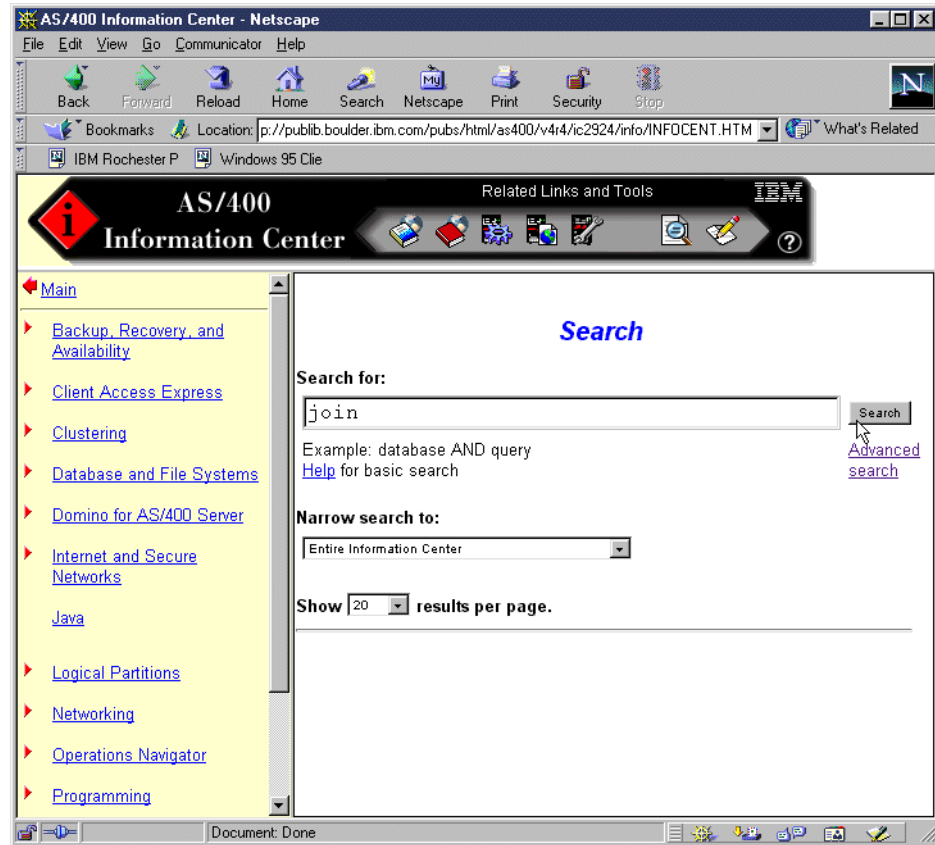 AS/400 Information Center - Netscape
File Edit View Go Communicator Help
Back Forward Reload Home Search Netscape Print Security Stop
My
N
Bookmarks Location: p://publib.boulder.ibm.com/pubs/html/as400/v4r4/ic2924/info/INFOCENT.HTM What's Related
IBM Rochester P Windows 95 Clie
i
AS/400
Information Center
Related Links and Tools
IBM
?
Main
Backup, Recovery, and
Availability
Client Access Express
Clustering
Database and File Systems
Domino for AS/400 Server
Internet and Secure
Networks
Java
Logical Partitions
Networking
Operations Navigator
Programming
Search
Search for:
join
Search
Example: database AND query
Help for basic search
Advanced
search
Narrow search to:
Entire Information Center
Show 20 results per page.
Document: Done